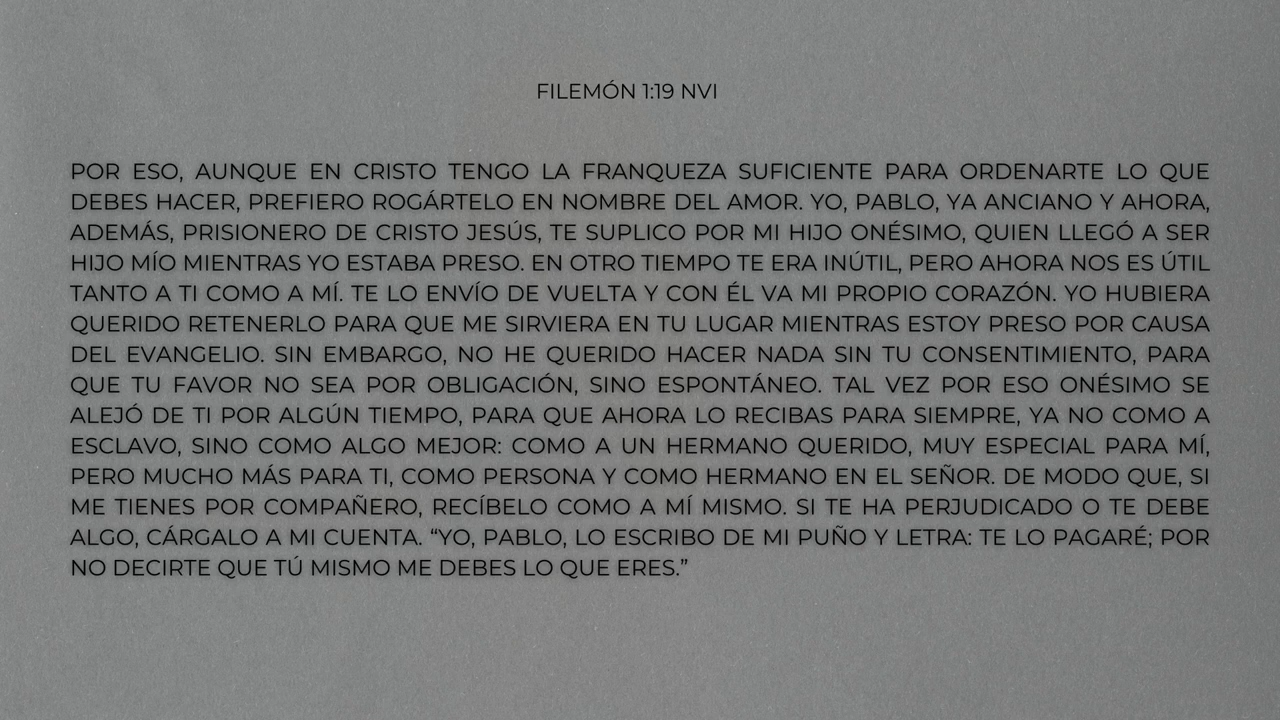 FILEMÓN 1:19 NVI
POR ESO, AUNQUE EN CRISTO TENGO LA FRANQUEZA SUFICIENTE PARA ORDENARTE LO QUE
DEBES HACER, PREFIERO ROGÁRTELO EN NOMBRE DEL AMOR. YO, PABLO, YA ANCIANO Y AHORA,
ADEMÁS, PRISIONERO DE CRISTO JESÚS, TE SUPLICO POR MI HIJO ONÉSIMO, QUIEN LLEGÓ A SER
HIJO MÍO MIENTRAS YO ESTABA PRESO. EN OTRO TIEMPO TE ERA INÚTIL, PERO AHORA NOS ES ÚTIL
TANTO A TI COMO A MÍ. TE LO ENVÍO DE VUELTA Y CON ÉL VA MI PROPIO CORAZÓN. YO HUBIERA
QUERIDO RETENERLO PARA QUE ME SIRVIERA EN TU LUGAR MIENTRAS ESTOY PRESO POR CAUSA
DEL EVANGELIO. SIN EMBARGO, NO HE QUERIDO HACER NADA SIN TU CONSENTIMIENTO, PARA
QUE TU FAVOR NO SEA POR OBLIGACIÓN, SINO ESPONTÁNEO. TAL VEZ POR ESO ONÉSIMO SE
ALEJÓ DE TI POR ALGÚN TIEMPO, PARA QUE AHORA LO RECIBAS PARA SIEMPRE, YA NO COMO A
ESCLAVO, SINO COMO ALGO MEJOR: COMO A UN HERMANO QUERIDO, MUY ESPECIAL PARA MÍ,
PERO MUCHO MÁS PARA TI, COMO PERSONA Y COMO HERMANO EN EL SEÑOR. DE MODO QUE, SI
ME TIENES POR COMPAÑERO, RECÍBELO COMO A MÍ MISMO. SI TE HA PERJUDICADO O TE DEBE
ALGO, CÁRGALO A MI CUENTA. “YO, PABLO, LO ESCRIBO DE MI PUÑO Y LETRA: TE LO PAGARÉ; POR
NO DECIRTE QUE TÚ MISMO ME DEBES LO QUE ERES.”